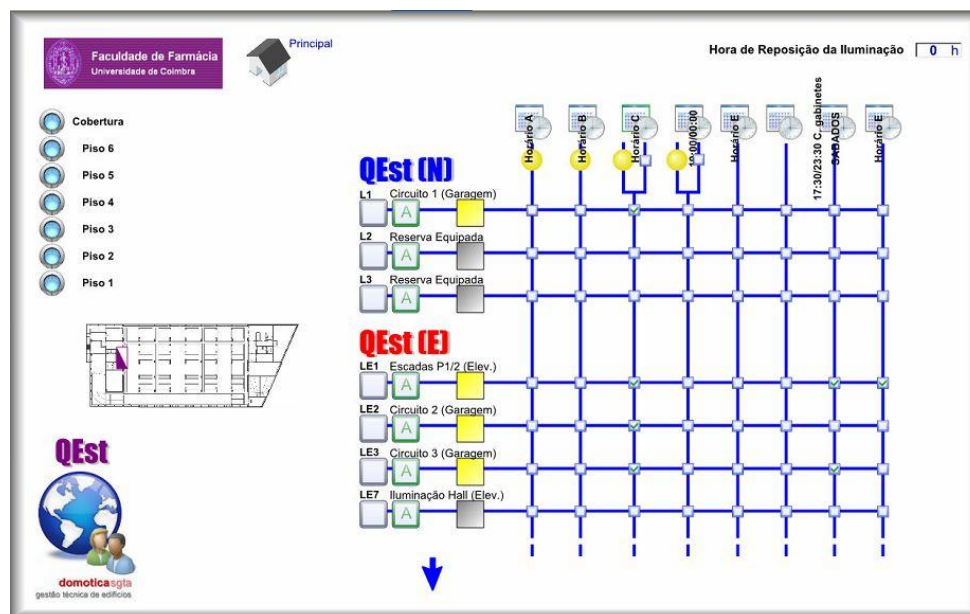 Faculdade de Farmácia
Universidade de Coimbra
Principal
Hora de Reposição da Iluminação 0 h
Cobertura
Piso 6
Piso 5
Piso 4
Piso 3
Piso 2
Piso 1
Horário A
Horário B
Horário C
Horário E
17:30/23:30 C. gabinetes
SABADOS
Horário E
QEst (N)
L1 Circuito 1 (Garagem)
A
L2 Reserva Equipada
A
L3 Reserva Equipada
A
QEst (E)
LE1 Escadas P1/2 (Elev.)
A
LE2 Circuito 2 (Garagem)
A
LE3 Circuito 3 (Garagem)
A
LE7 Iluminação Hall (Elev.)
A
QEst
domoticasgta
gestão técnica de edifícios